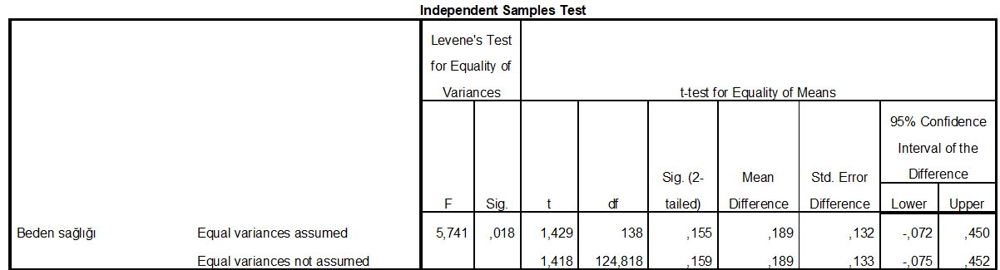 Independent Samples Test
Levene's Test
for Equality of
Variances
t-test for Equality of Means
F
Sig.
t
df
Sig. (2-
tailed)
Mean
Difference
Std. Error
Difference
95% Confidence
Interval of the
Difference
Lower
Upper
Beden sağlığı Equal variances assumed 5,741 ,018 1,429 138 ,155 ,189 ,132 -,072 ,450
Equal variances not assumed 1,418 124,818 ,159 ,189 ,133 -,075 ,452